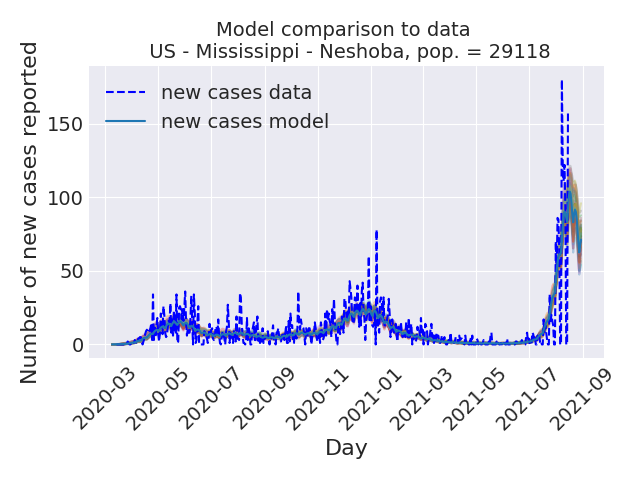 Model comparison to data
US - Mississippi - Neshoba, pop. = 29118
Number of new cases reported
new cases data
new cases model
150
100
50
0
2020-03
2020-05
2020-07
2020-09
2020-11
2021-01
2021-03
2021-05
2021-07
2021-09
Day